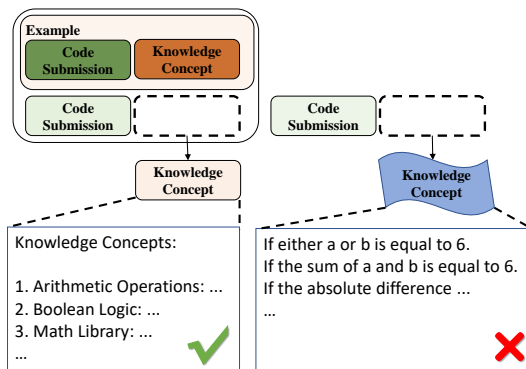 Example
Code
Submission
Knowledge
Concept
Code
Submission
Knowledge
Concept
Knowledge Concepts:
1. Arithmetic Operations: ...
2. Boolean Logic: ...
3. Math Library: ...
...
Code
Submission
Knowledge
Concept
If either a or b is equal to 6.
If the sum of a and b is equal to 6.
If the absolute difference ...
...